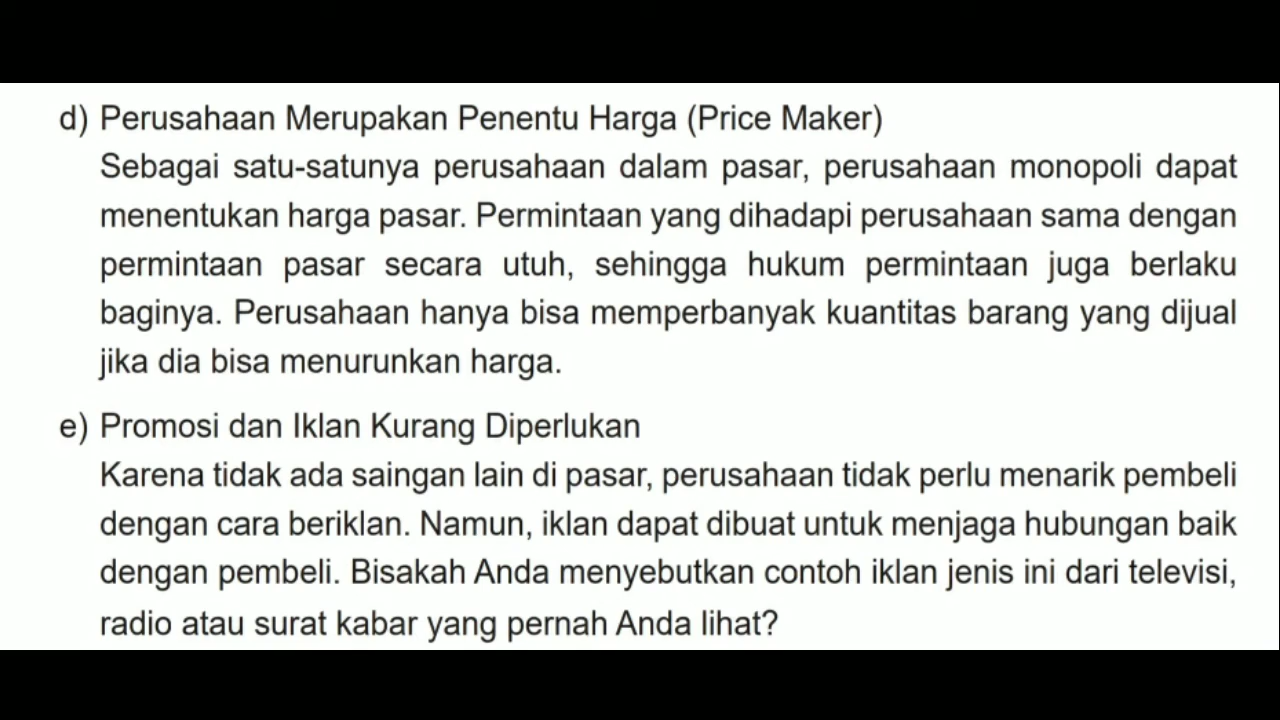 d) Perusahaan Merupakan Penentu Harga (Price Maker)
Sebagai satu-satunya perusahaan dalam pasar, perusahaan monopoli dapat
menentukan harga pasar. Permintaan yang dihadapi perusahaan sama dengan
permintaan pasar secara utuh, sehingga hukum permintaan juga berlaku
baginya. Perusahaan hanya bisa memperbanyak kuantitas barang yang dijual
jika dia bisa menurunkan harga.
e) Promosi dan Iklan Kurang Diperlukan
Karena tidak ada saingan lain di pasar, perusahaan tidak perlu menarik pembeli
dengan cara beriklan. Namun, iklan dapat dibuat untuk menjaga hubungan baik
dengan pembeli. Bisakah Anda menyebutkan contoh iklan jenis ini dari televisi,
radio atau surat kabar yang pernah Anda lihat?